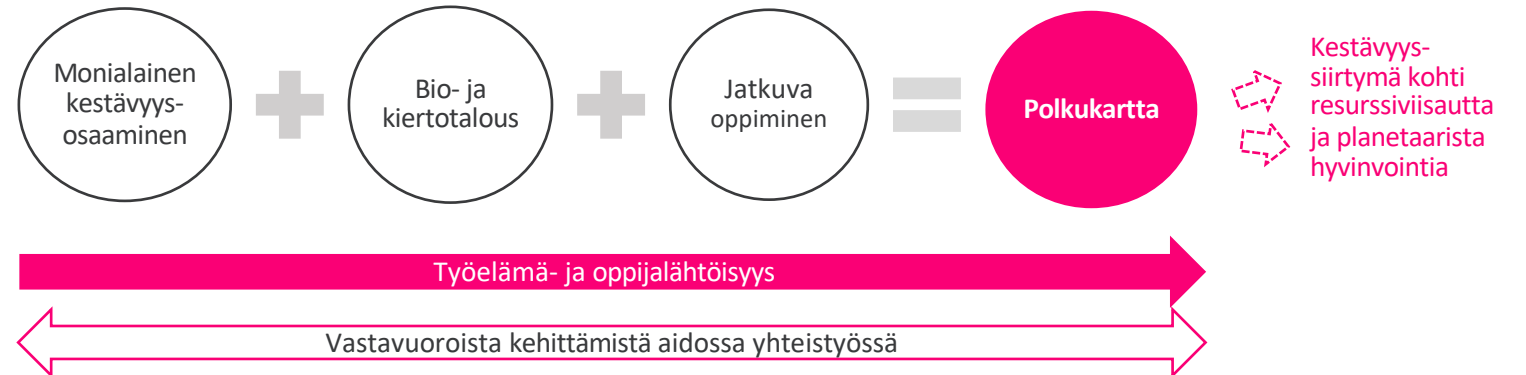 Monialainen
kestävyys-
osaaminen
Bio- ja
kiertotalous
Jatkuva
oppiminen
Polkukartta
Kestävyys-
siirtymä kohti
resurssiviisautta
ja planetaarista
hyvinvointia
Työelämä- ja oppijalähtöisyys
Vastavuoroista kehittämistä aidossa yhteistyössä